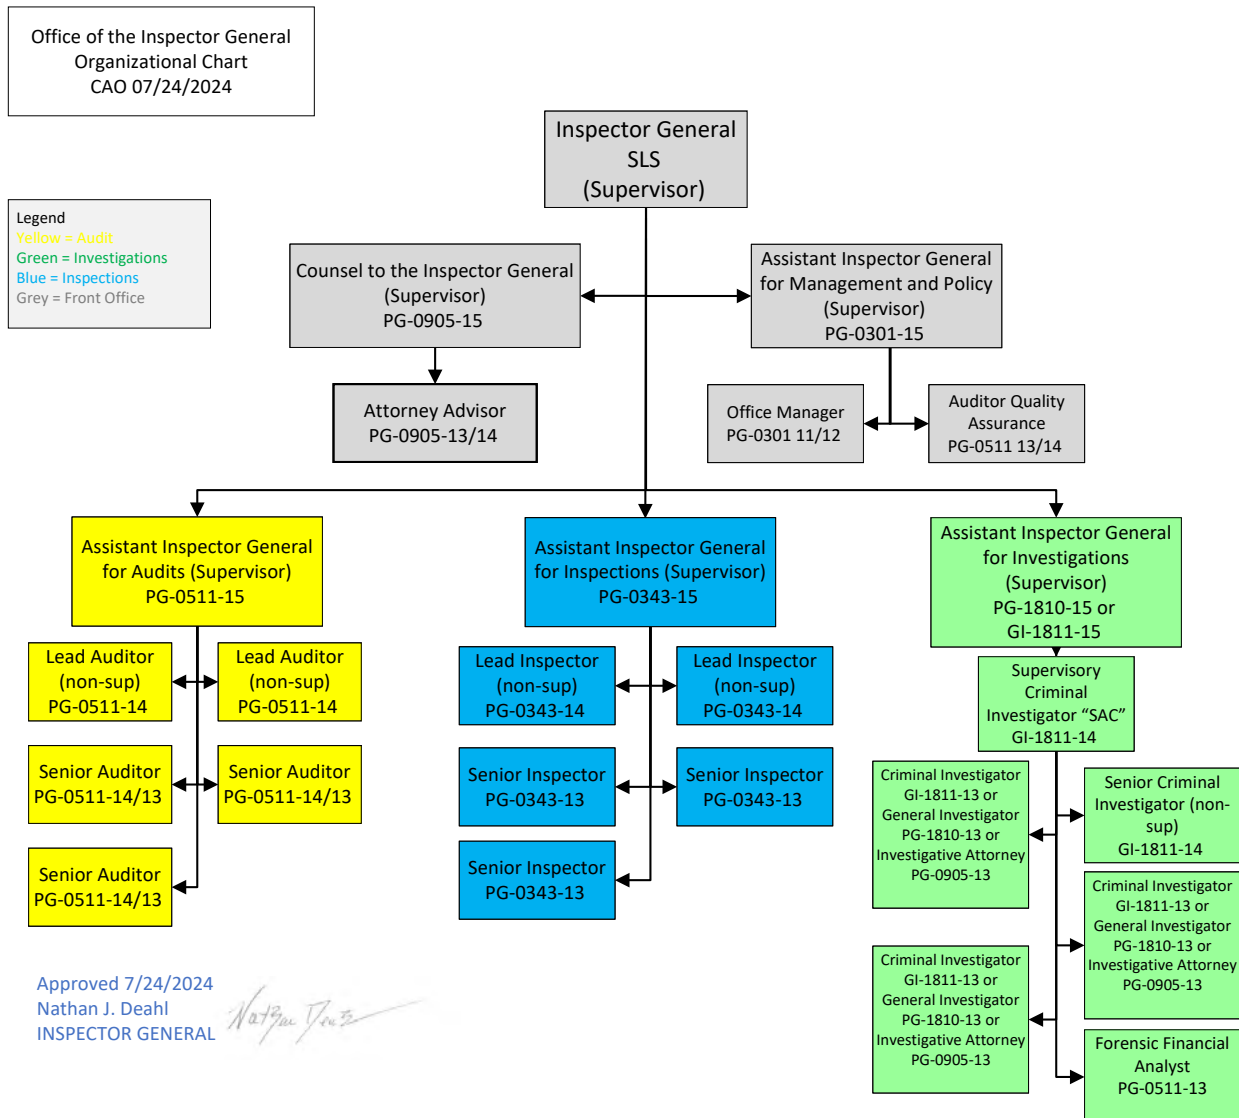 Office of the Inspector General
Organizational Chart
CAO 07/24/2024
Inspector General
SLS
(Supervisor)
Legend
Yellow = Audit
Green = Investigations
Blue = Inspections
Grey = Front Office
Counsel to the Inspector General
(Supervisor)
PG-0905-15
Assistant Inspector General
for Management and Policy
(Supervisor)
PG-0301-15
Attorney Advisor
PG-0905-13/14
Office Manager
PG-0301 11/12
Auditor Quality
Assurance
PG-0511 13/14
Assistant Inspector General
for Audits (Supervisor)
PG-0511-15
Assistant Inspector General
for Inspections (Supervisor)
PG-0343-15
Assistant Inspector General
for Investigations
(Supervisor)
PG-1810-15 or
GI-1811-15
Lead Auditor
(non-sup)
PG-0511-14
Lead Auditor
(non-sup)
PG-0511-14
Senior Auditor
PG-0511-14/13
Senior Auditor
PG-0511-14/13
Senior Auditor
PG-0511-14/13
Lead Inspector
(non-sup)
PG-0343-14
Lead Inspector
(non-sup)
PG-0343-14
Senior Inspector
PG-0343-13
Senior Inspector
PG-0343-13
Senior Inspector
PG-0343-13
Supervisory
Criminal
Investigator “SAC”
GI-1811-14
Criminal Investigator
GI-1811-13 or
General Investigator
PG-1810-13 or
Investigative Attorney
PG-0905-13
Senior Criminal
Investigator (non-
sup)
GI-1811-14
Criminal Investigator
GI-1811-13 or
General Investigator
PG-1810-13 or
Investigative Attorney
PG-0905-13
Criminal Investigator
GI-1811-13 or
General Investigator
PG-1810-13 or
Investigative Attorney
PG-0905-13
Forensic Financial
Analyst
PG-0511-13
Approved 7/24/2024
Nathan J. Deahl
INSPECTOR GENERAL